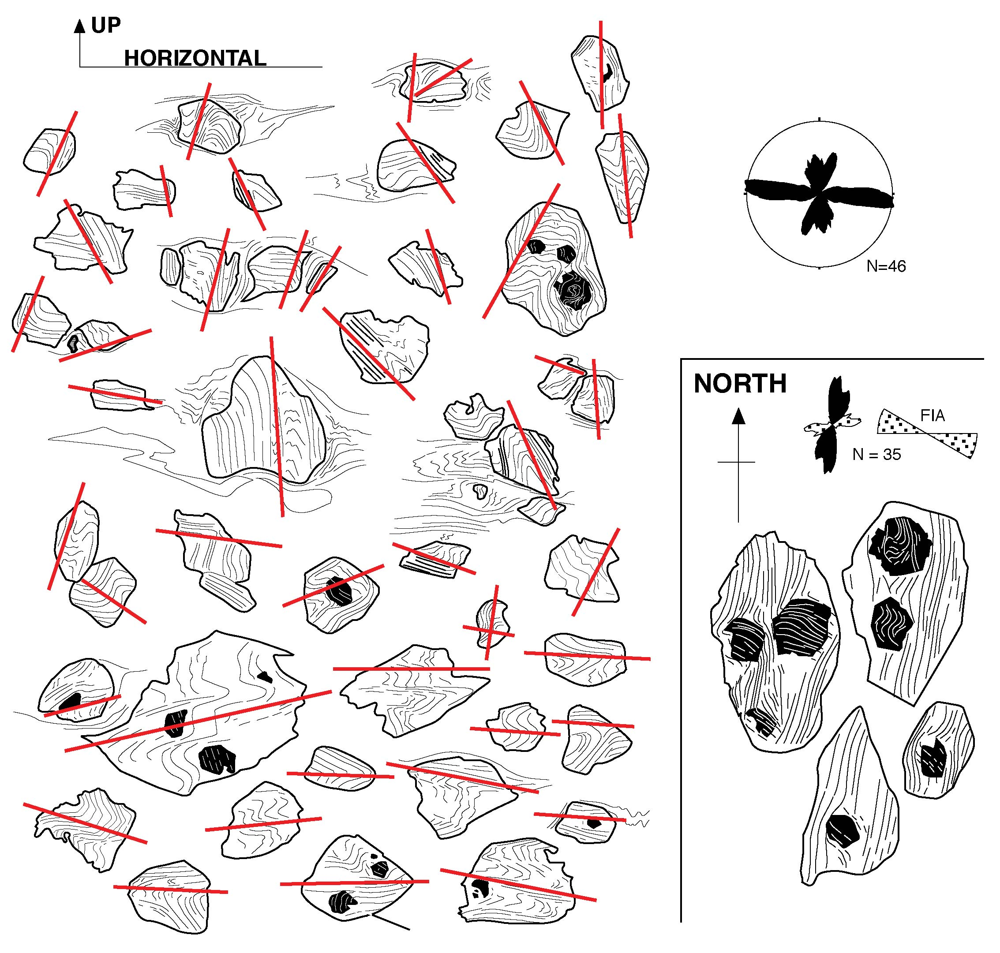 UP
HORIZONTAL
N=46
NORTH
FIA
N = 35